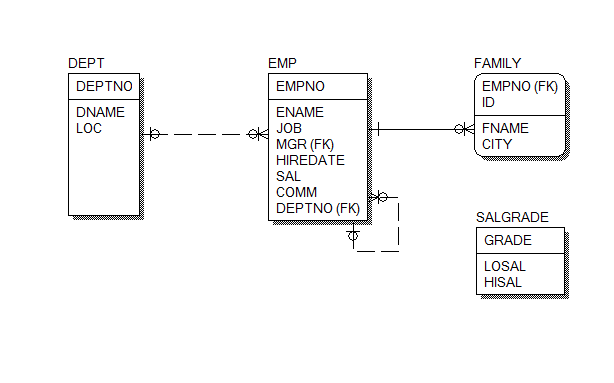 DEPT
DEPTNO
DNAME
LOC
EMP
EMPNO
ENAME
JOB
MGR (FK)
HIREDATE
SAL
COMM
DEPTNO (FK)
FAMILY
EMPNO (FK)
ID
FNAME
CITY
SALGRADE
GRADE
LOSAL
HISAL